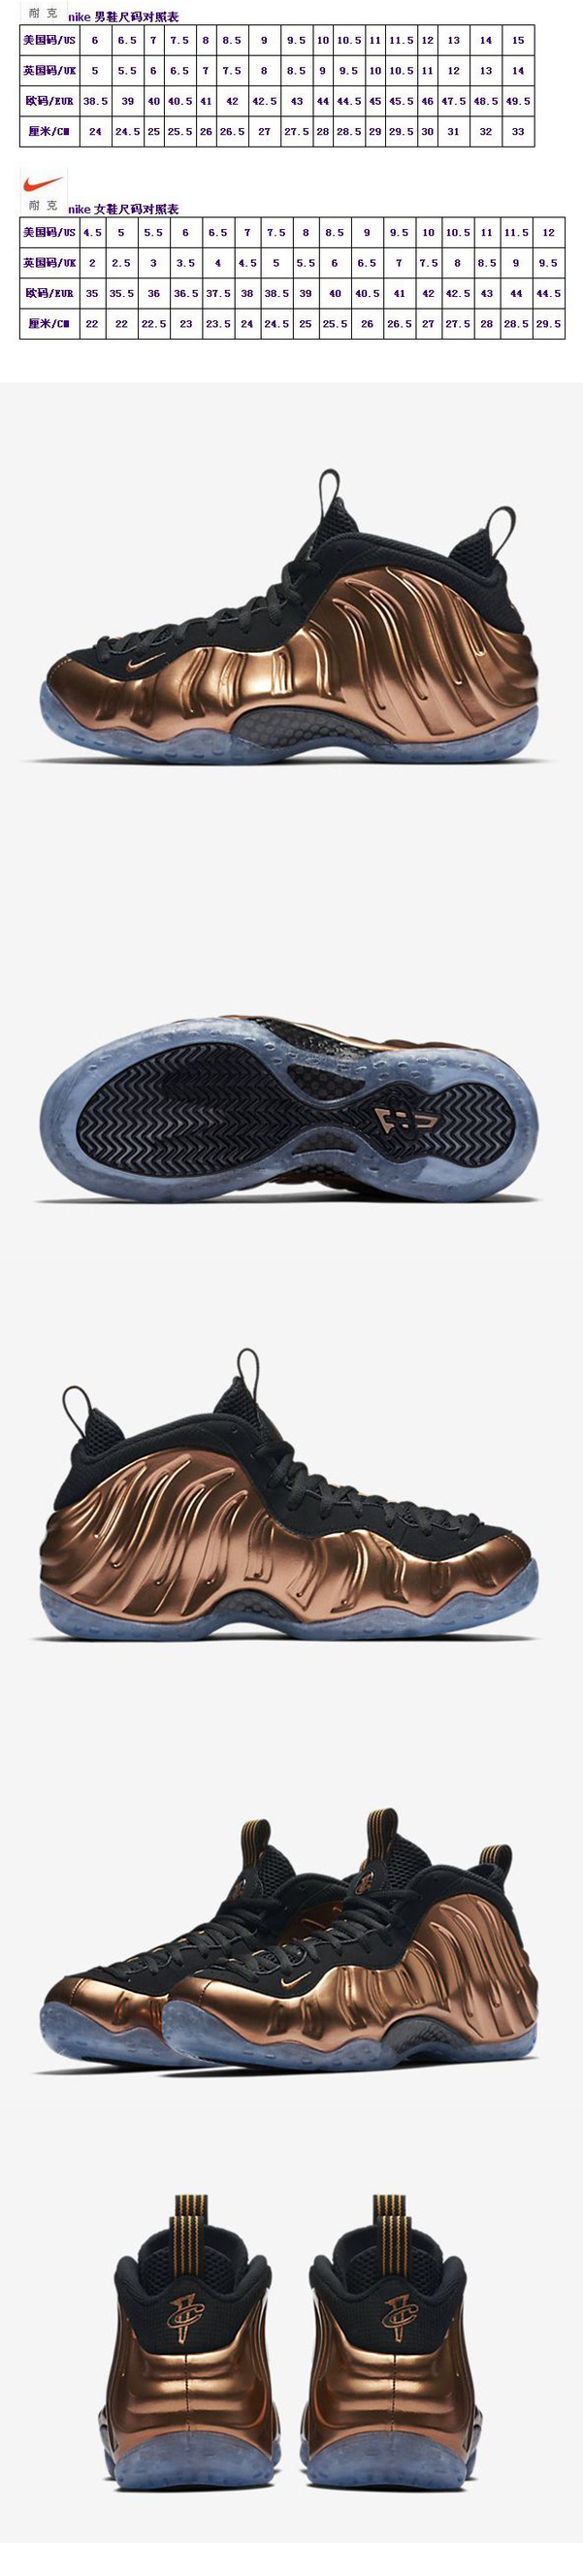 耐 克 nike 男鞋尺码对照表
美国码/US 6 6.5 7 7.5 8 8.5 9 9.5 10 10.5 11 11.5 12 13 14 15
英国码/UK 5 5.5 6 6.5 7 7.5 8 8.5 9 9.5 10 10.5 11 12 13 14
欧码/EUR 38.5 39 40 40.5 41 42 42.5 43 44 44.5 45 45.5 46 47.5 48.5 49.5
厘米/CM 24 24.5 25 25.5 26 26.5 27 27.5 28 28.5 29 29.5 30 31 32 33
耐 克 nike 女鞋尺码对照表
美国码/US 4.5 5 5.5 6 6.5 7 7.5 8 8.5 9 9.5 10 10.5 11 11.5 12
英国码/UK 2 2.5 3 3.5 4 4.5 5 5.5 6 6.5 7 7.5 8 8.5 9 9.5
欧码/EUR 35 35.5 36 36.5 37.5 38 38.5 39 40 40.5 41 42 42.5 43 44 44.5
厘米/CM 22 22 22.5 23 23.5 24 24.5 25 25.5 26 26.5 27 27.5 28 28.5 29.5